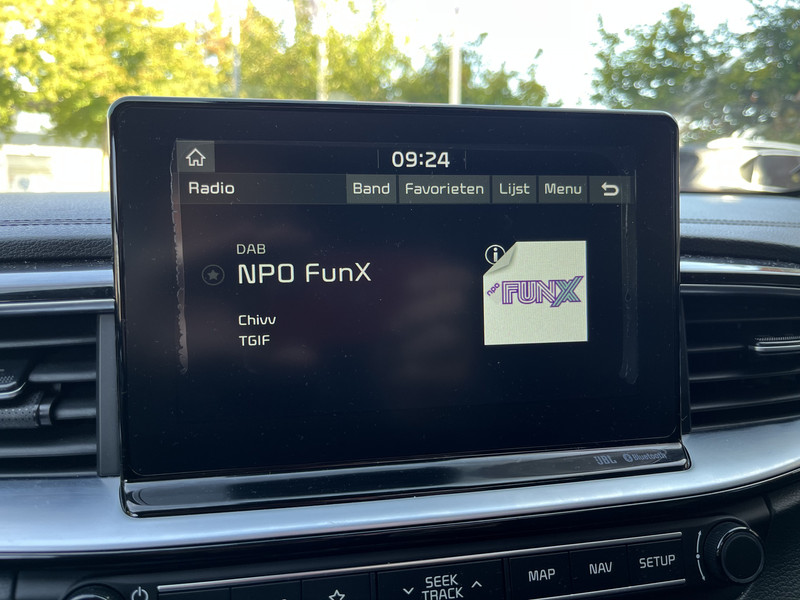 09:24
Radio Band Favorieten Lijst Menu
DAB
NPO FunX
Chivv
TGIF
npo FUNX
JBL Bluetooth
SEEK
TRACK
MAP NAV SETUP